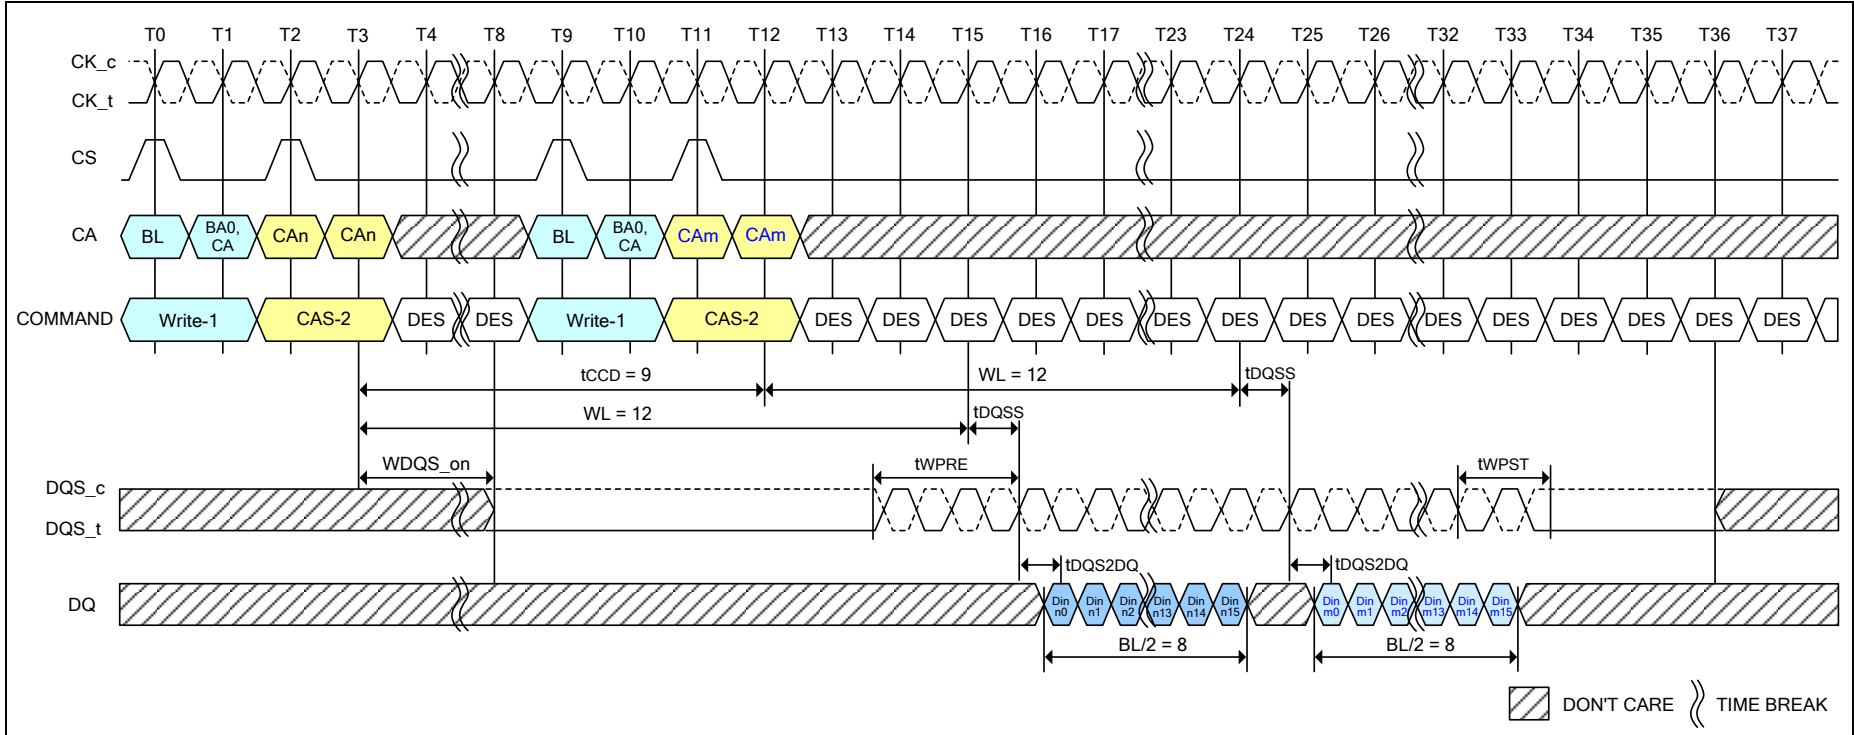 T0 T1 T2 T3 T4 T8 T9 T10 T11 T12 T13 T14 T15 T16 T17 T23 T24 T25 T26 T32 T33 T34 T35 T36 T37
CK_c
CK_t
CS
CA BL BA0, CA CAn CAn BL BA0, CA CAm CAm
COMMAND Write-1 CAS-2 DES DES Write-1 CAS-2 DES DES DES DES DES DES DES DES DES DES DES DES DES DES DES
tCCD = 9 WL = 12 tDQSS
WL = 12 tDQSS
WDQS_on tWPRE tWPST
DQS_c
DQS_t
tDQS2DQ tDQS2DQ
DQ Din n0 Din n1 Din n2 Din n13 Din n14 Din n15 Din m0 Din m1 Din m2 Din m13 Din m14 Din m15
BL/2 = 8 BL/2 = 8
DON'T CARE TIME BREAK